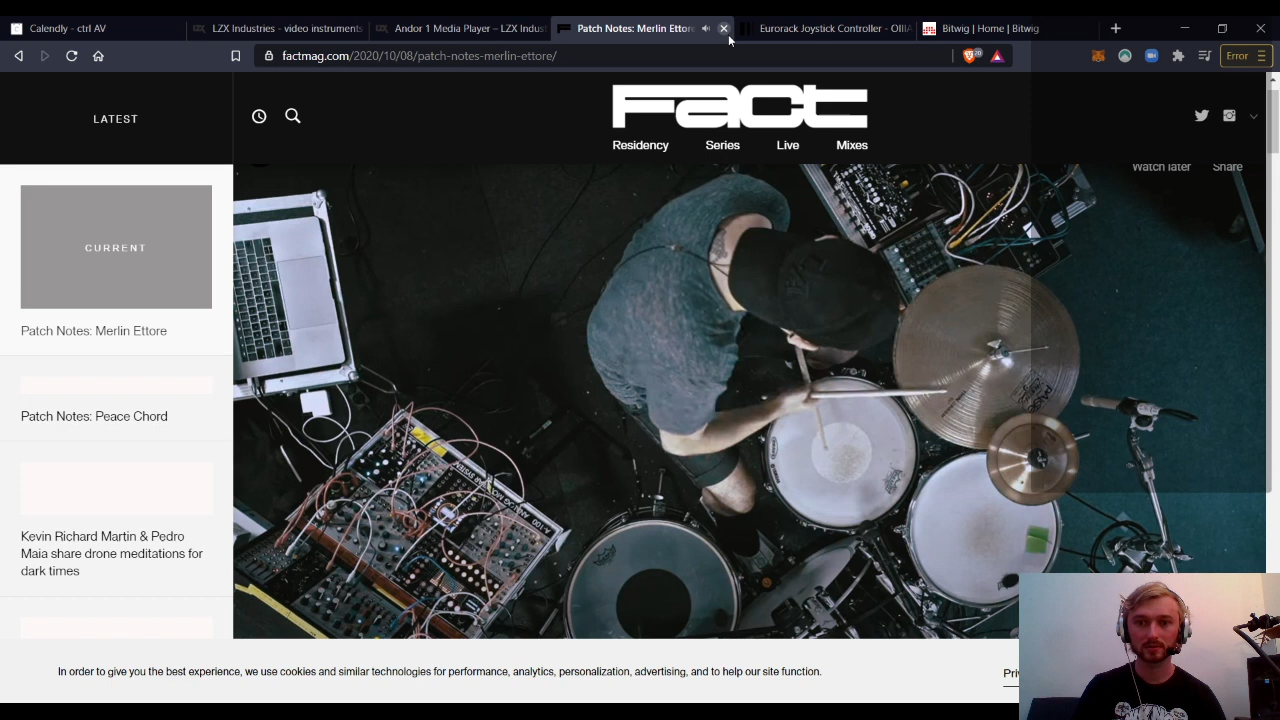 Calendly - ctrl AV
LZX Industries - video instruments
Andor 1 Media Player – LZX Indust
Patch Notes: Merlin Ettore
Eurorack Joystick Controller - OllIA
Bitwig | Home | Bitwig
factmag.com/2020/10/08/patch-notes-merlin-ettore/
20
Error
LATEST
Fact
Residency
Series
Live
Mixes
Watch later
Share
CURRENT
Patch Notes: Merlin Ettore
Patch Notes: Peace Chord
Kevin Richard Martin & Pedro
Maia share drone meditations for
dark times
In order to give you the best experience, we use cookies and similar technologies for performance, analytics, personalization, advertising, and to help our site function.